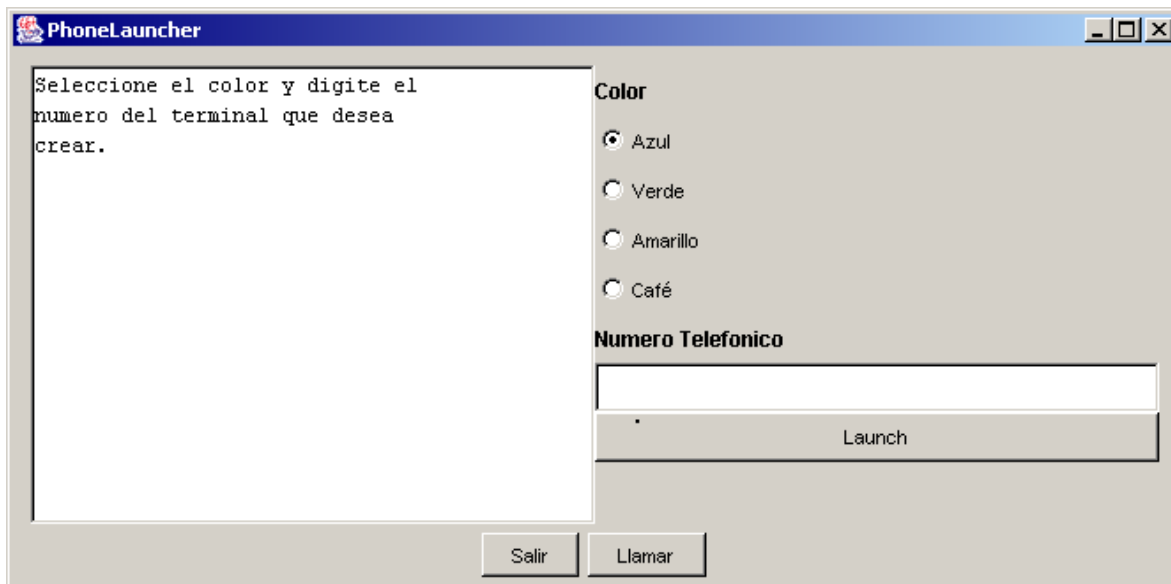 PhoneLauncher
Seleccione el color y digite el
numero del terminal que desea
crear.
Color
Azul
Verde
Amarillo
Café
Numero Telefonico
Launch
Salir
Llamar